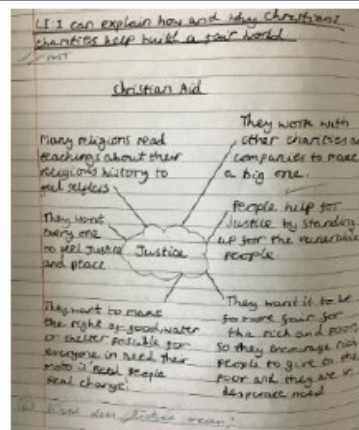 LI: I can explain how and why Christians
charities help build a fair world
Christian Aid
They work with
other charities
companies to make
a big one.
Many religions read
teachings about their
religious history to
feel selfless
People help for
justice by standing
up for the vunerable
people.
They want
every one
to feel justice
and peace
Justice
They want to make
the right of good, water
or shelter possible for
everyone in need their
moto is 'Real People
Real change'.
They want it to be
far more fair for
the rich and poor
so they encourage rich
people to give to the
poor and they are in
desperate need
does justice mean?